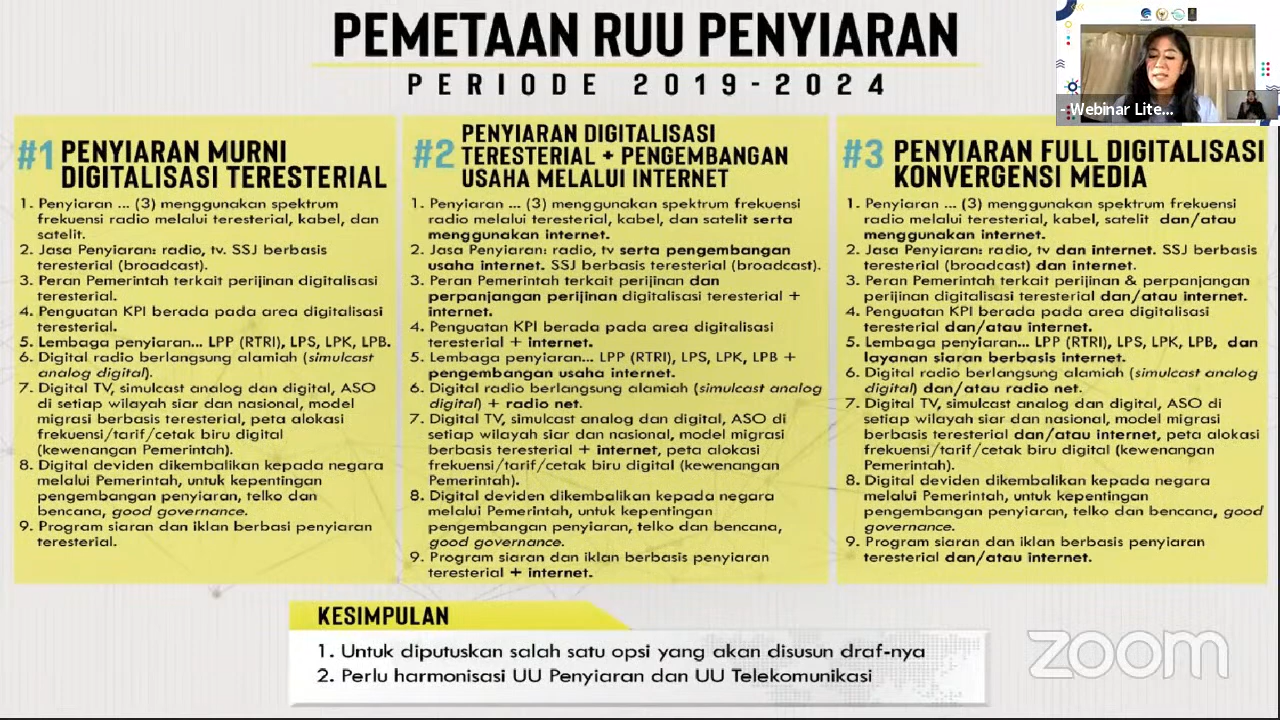 PEMETAAN RUU PENYIARAN
PERIODE 2019-2024
- Webinar Lite...
#1 PENYIARAN MURNI
DIGITALISASI TERESTERIAL
1. Penyiaran ... (3) menggunakan spektrum
frekuensi radio melalui teresterial, kabel, dan
satelit.
2. Jasa Penyiaran: radio, tv. SSJ berbasis
teresterial (broadcast).
3. Peran Pemerintah terkait perijinan digitalisasi
teresterial.
4. Penguatan KPI berada pada area digitalisasi
teresterial.
5. Lembaga penyiaran... LPP (RTRI), LPS, LPK, LPB.
6. Digital radio berlangsung alamiah (simulcast
analog digital).
7. Digital TV, simulcast analog dan digital, ASO
di setiap wilayah siar dan nasional, model
migrasi berbasis teresterial, peta alokasi
frekuensi/tarif/cetak biru digital
(kewenangan Pemerintah).
8. Digital deviden dikembalikan kepada negara
melalui Pemerintah, untuk kepentingan
pengembangan penyiaran, telko dan
bencana, good governance.
9. Program siaran dan iklan berbasi penyiaran
teresterial.
#2 PENYIARAN DIGITALISASI
TERESTERIAL + PENGEMBANGAN
USAHA MELALUI INTERNET
1. Penyiaran ... (3) menggunakan spektrum frekuensi
radio melalui teresterial, kabel, dan satelit serta
menggunakan internet.
2. Jasa Penyiaran: radio, tv serta pengembangan
usaha internet. SSJ berbasis teresterial (broadcast).
3. Peran Pemerintah terkait perijinan dan
perpanjangan perijinan digitalisasi teresterial +
internet.
4. Penguatan KPI berada pada area digitalisasi
teresterial + internet.
5. Lembaga penyiaran... LPP (RTRI), LPS, LPK, LPB +
pengembangan usaha internet.
6. Digital radio berlangsung alamiah (simulcast analog
digital) + radio net.
7. Digital TV, simulcast analog dan digital, ASO di
setiap wilayah siar dan nasional, model migrasi
berbasis teresterial + internet, peta alokasi
frekuensi/tarif/cetak biru digital (kewenangan
Pemerintah).
8. Digital deviden dikembalikan kepada negara
melalui Pemerintah, untuk kepentingan
pengembangan penyiaran, telko dan bencana,
good governance.
9. Program siaran dan iklan berbasis penyiaran
teresterial + internet.
#3 PENYIARAN FULL DIGITALISASI
KONVERGENSI MEDIA
1. Penyiaran ... (3) menggunakan spektrum frekuensi
radio melalui teresterial, kabel, satelit dan/atau
menggunakan internet.
2. Jasa Penyiaran: radio, tv dan internet. SSJ berbasis
teresterial (broadcast) dan internet.
3. Peran Pemerintah terkait perijinan & perpanjangan
perijinan digitalisasi teresterial dan/atau internet.
4. Penguatan KPI berada pada area digitalisasi
teresterial dan/atau internet.
5. Lembaga penyiaran... LPP (RTRI), LPS, LPK, LPB, dan
layanan siaran berbasis internet.
6. Digital radio berlangsung alamiah (simulcast analog
digital) dan/atau radio net.
7. Digital TV, simulcast analog dan digital, ASO di
setiap wilayah siar dan nasional, model migrasi
berbasis teresterial dan/atau internet, peta alokasi
frekuensi/tarif/cetak biru digital (kewenangan
Pemerintah).
8. Digital deviden dikembalikan kepada negara
melalui Pemerintah, untuk kepentingan
pengembangan penyiaran, telko dan bencana, good
governance.
9. Program siaran dan iklan berbasis penyiaran
teresterial dan/atau internet.
KESIMPULAN
1. Untuk diputuskan salah satu opsi yang akan disusun draf-nya
2. Perlu harmonisasi UU Penyiaran dan UU Telekomunikasi
zoom